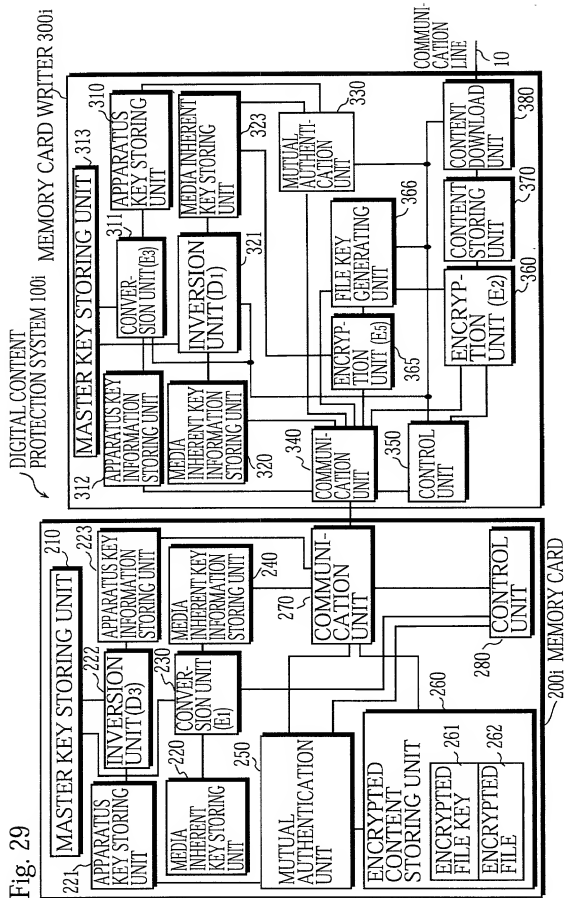 Fig. 29
DIGITAL CONTENT
PROTECTION SYSTEM 100i
MEMORY CARD WRITER 300i
210
MASTER KEY STORING UNIT
221
APPARATUS
KEY STORING
UNIT
222
INVERSION
UNIT(D3)
223
APPARATUS KEY
INFORMATION
STORING UNIT
220
MEDIA
INHERENT KEY
STORING UNIT
230
CONVER-
SION UNIT
(E1)
240
MEDIA
INHERENT KEY
INFORMATION
STORING UNIT
250
MUTUAL
AUTHENTICATION
UNIT
270
COMMUNI-
CATION
UNIT
260
ENCRYPTED
CONTENT
STORING UNIT
261
ENCRYPTED
FILE KEY
262
ENCRYPTED
FILE
280
CONTROL
UNIT
200i MEMORY CARD
313
MASTER KEY STORING UNIT
312
APPARATUS KEY
INFORMATION
STORING UNIT
311
CONVER-
SION UNIT(E3)
310
APPARATUS
KEY STORING
UNIT
320
MEDIA
INHERENT KEY
INFORMATION
STORING UNIT
321
INVERSION
UNIT(D1)
323
MEDIA INHERENT
KEY STORING
UNIT
330
MUTUAL
AUTHENTI-
CATION
UNIT
340
COMMUNI-
CATION
UNIT
365
ENCRYP-
TION
UNIT (E5)
366
FILE KEY
GENERATING
UNIT
350
CONTROL
UNIT
360
ENCRYP-
TION
UNIT (E2)
370
CONTENT
STORING
UNIT
380
CONTENT
DOWNLOAD
UNIT
COMMUNI-
CATION
LINE
10